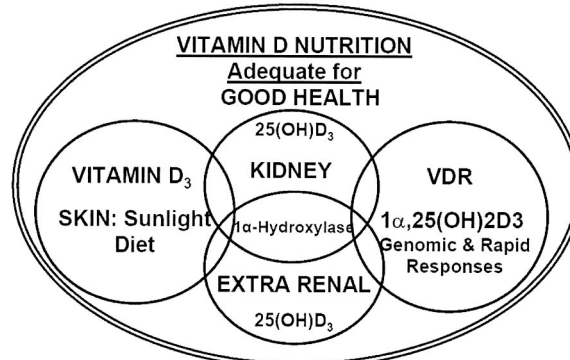 VITAMIN D NUTRITION
Adequate for
GOOD HEALTH
25(OH)D₃
KIDNEY
VITAMIN D₃
SKIN: Sunlight
Diet
1α-Hydroxylase
VDR
1α,25(OH)2D3
Genomic & Rapid
Responses
EXTRA RENAL
25(OH)D₃